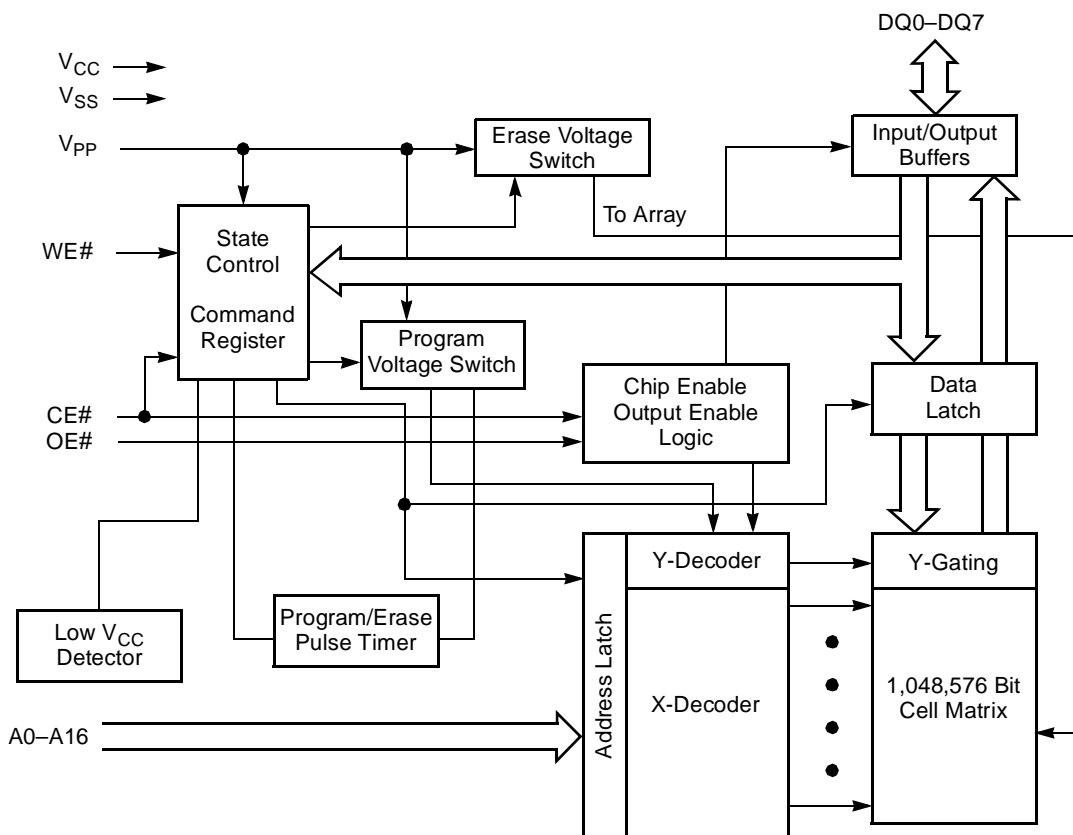 DQ0–DQ7
VCC
VSS
VPP
Erase Voltage
Switch
Input/Output
Buffers
To Array
WE#
State
Control
Command
Register
Program
Voltage Switch
Chip Enable
Output Enable
Logic
Data
Latch
CE#
OE#
Y-Decoder
Y-Gating
Low VCC
Detector
Program/Erase
Pulse Timer
Address Latch
X-Decoder
1,048,576 Bit
Cell Matrix
A0–A16